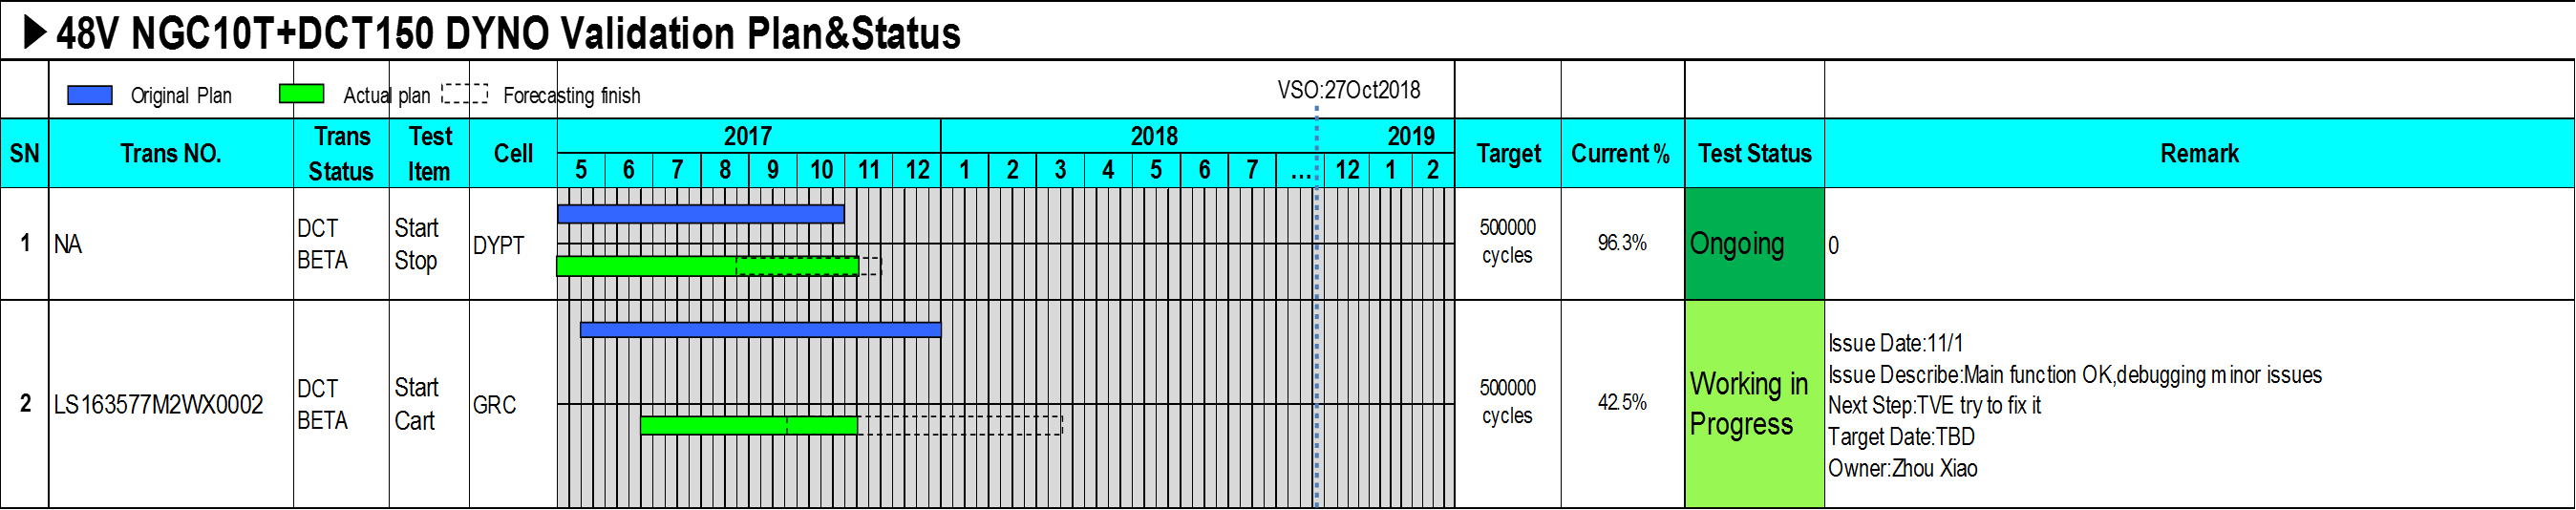 48V NGC10T+DCT150 DYNO Validation Plan&Status
Original Plan
Actual plan
Forecasting finish
VSO:27Oct2018
SN
Trans NO.
Trans
Status
Test
Item
Cell
2017
2018
2019
5 6 7 8 9 10 11 12 1 2 3 4 5 6 7 ... 12 1 2
Target
Current %
Test Status
Remark
1
NA
DCT
BETA
Start
Stop
DYPT
500000
cycles
96.3%
Ongoing
0
2
LS163577M2WX0002
DCT
BETA
Start
Cart
GRC
500000
cycles
42.5%
Working in
Progress
Issue Date:11/1
Issue Describe:Main function OK,debugging minor issues
Next Step:TVE try to fix it
Target Date:TBD
Owner:Zhou Xiao